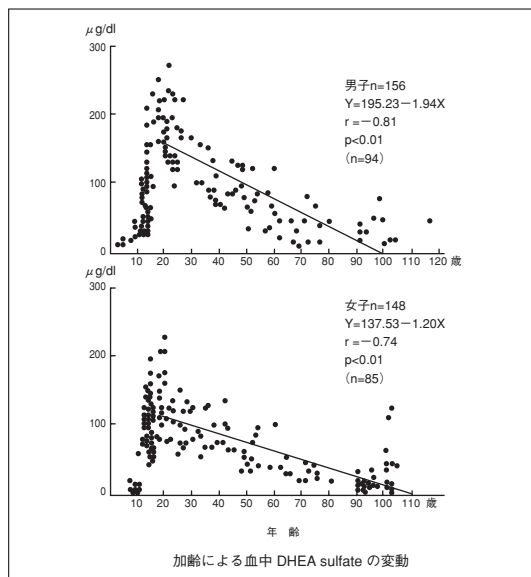 μg/dl
300
200
100
0
男子n=156
Y=195.23−1.94X
r=−0.81
p<0.01
(n=94)
10 20 30 40 50 60 70 80 90 100 110 120 歳
μg/dl
300
200
100
0
女子n=148
Y=137.53−1.20X
r=−0.74
p<0.01
(n=85)
10 20 30 40 50 60 70 80 90 100 110 歳
年 齢
加齢による血中 DHEA sulfate の変動